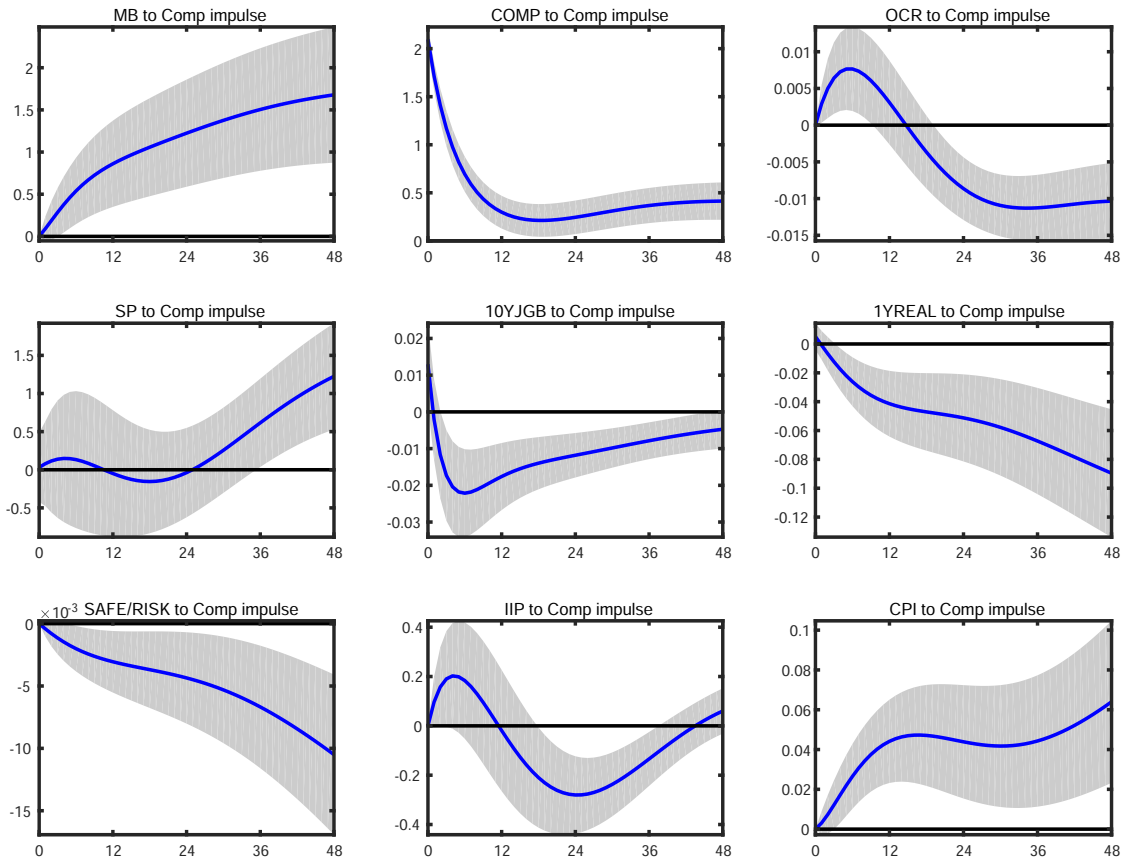 MB to Comp impulse
2
1.5
1
0.5
0
0 12 24 36 48
COMP to Comp impulse
2
1.5
1
0.5
0
0 12 24 36 48
OCR to Comp impulse
0.01
0.005
0
-0.005
-0.01
-0.015
0 12 24 36 48
SP to Comp impulse
1.5
1
0.5
0
-0.5
0 12 24 36 48
10YJGB to Comp impulse
0.02
0.01
0
-0.01
-0.02
-0.03
0 12 24 36 48
1YREAL to Comp impulse
0
-0.02
-0.04
-0.06
-0.08
-0.1
-0.12
0 12 24 36 48
×10-3 SAFE/RISK to Comp impulse
0
-5
-10
-15
0 12 24 36 48
IIP to Comp impulse
0.4
0.2
0
-0.2
-0.4
0 12 24 36 48
CPI to Comp impulse
0.1
0.08
0.06
0.04
0.02
0
0 12 24 36 48